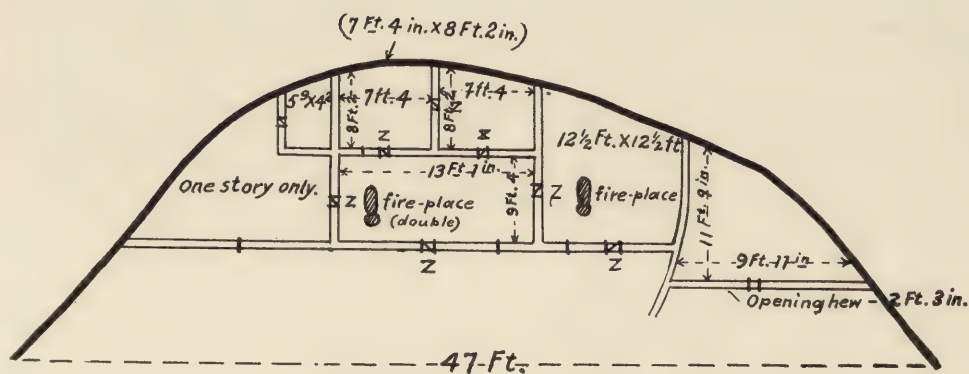 (7 Ft. 4 in. x 8 Ft. 2 in.)
7 ft. 4
7 ft. 4
8 Ft. 2
12½ Ft. x 12½ ft
13 Ft 1 in.
One story only.
fire-place
(double)
9 Ft. 4
Z
fire-place
11 Ft. 9 in
9 Ft. 11 in
Opening hew - 2 Ft. 3 in.
47 Ft.